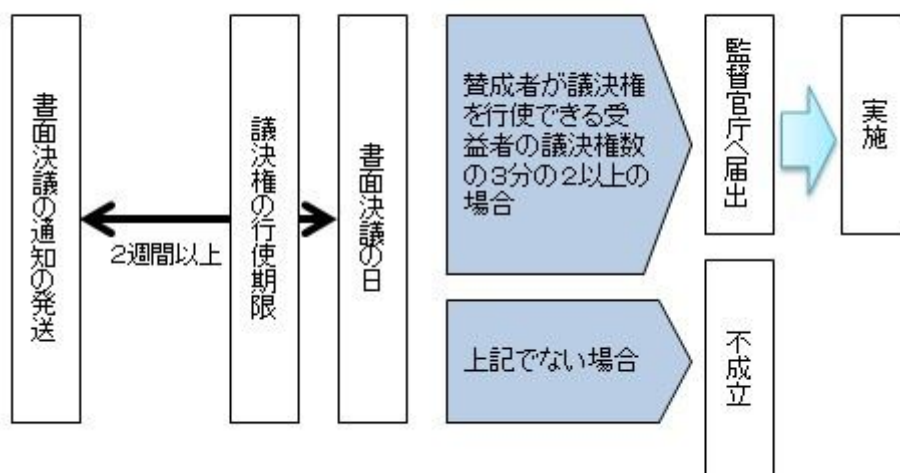 書面決議の通知の発送
2週間以上
議決権の行使期限
書面決議の日
賛成者が議決権
を行使できる受
益者の議決権数
の3分の2以上の
場合
監督官庁へ届出
実施
上記でない場合
不成立